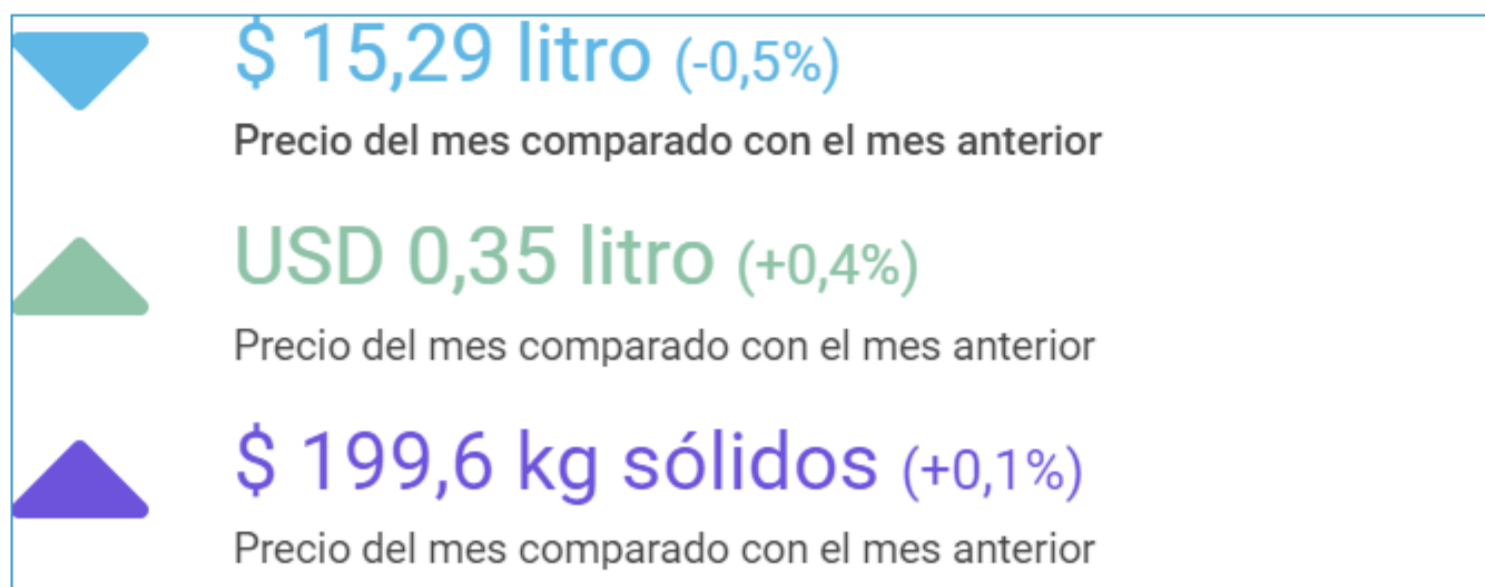 $ 15,29 litro (-0,5%)
Precio del mes comparado con el mes anterior
USD 0,35 litro (+0,4%)
Precio del mes comparado con el mes anterior
$ 199,6 kg sólidos (+0,1%)
Precio del mes comparado con el mes anterior